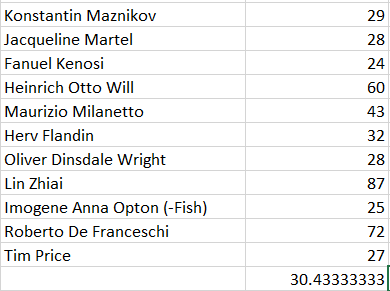 Konstantin Maznikov 29
Jacqueline Martel 28
Fanuel Kenosi 24
Heinrich Otto Will 60
Maurizio Milanetto 43
Herv Flandin 32
Oliver Dinsdale Wright 28
Lin Zhiai 87
Imogene Anna Opton (-Fish) 25
Roberto De Franceschi 72
Tim Price 27
30.43333333